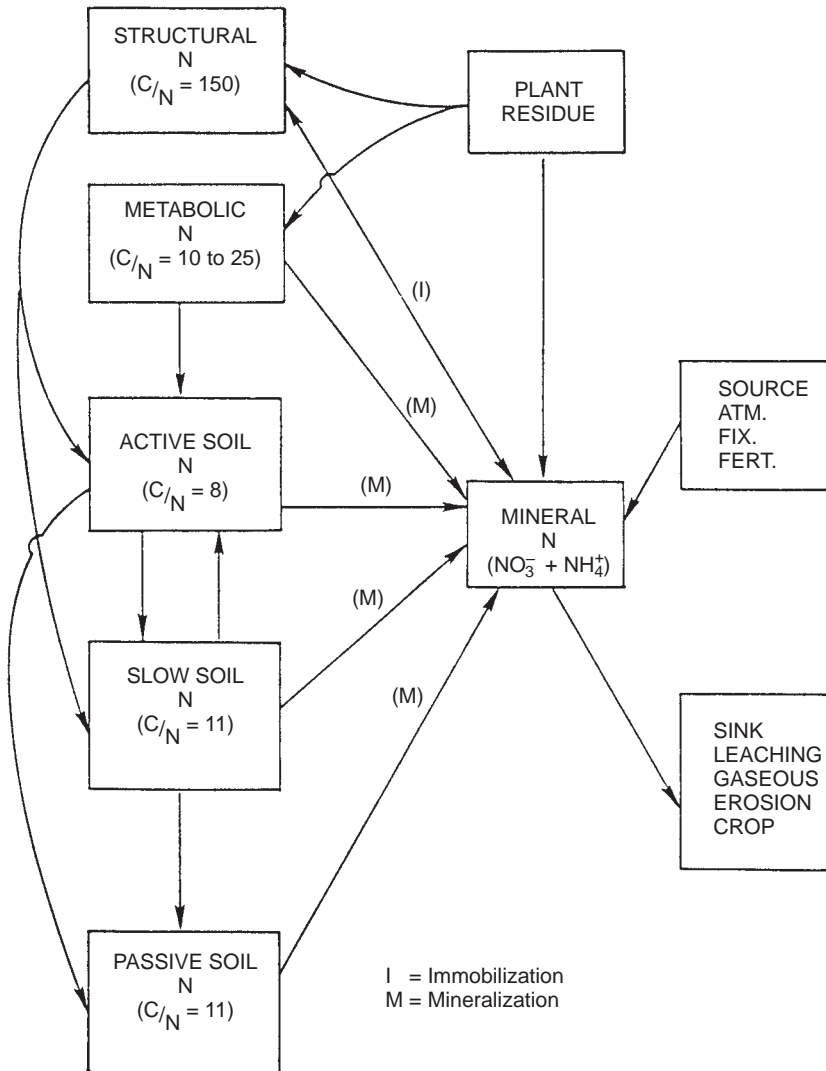 STRUCTURAL
N
(C/N = 150)
PLANT
RESIDUE
METABOLIC
N
(C/N = 10 to 25)
(I)
(M)
SOURCE
ATM.
FIX.
FERT.
ACTIVE SOIL
N
(C/N = 8)
(M)
MINERAL
N
(NO₃⁻ + NH₄⁺)
(M)
SLOW SOIL
N
(C/N = 11)
(M)
SINK
LEACHING
GASEOUS
EROSION
CROP
PASSIVE SOIL
N
(C/N = 11)
I = Immobilization
M = Mineralization